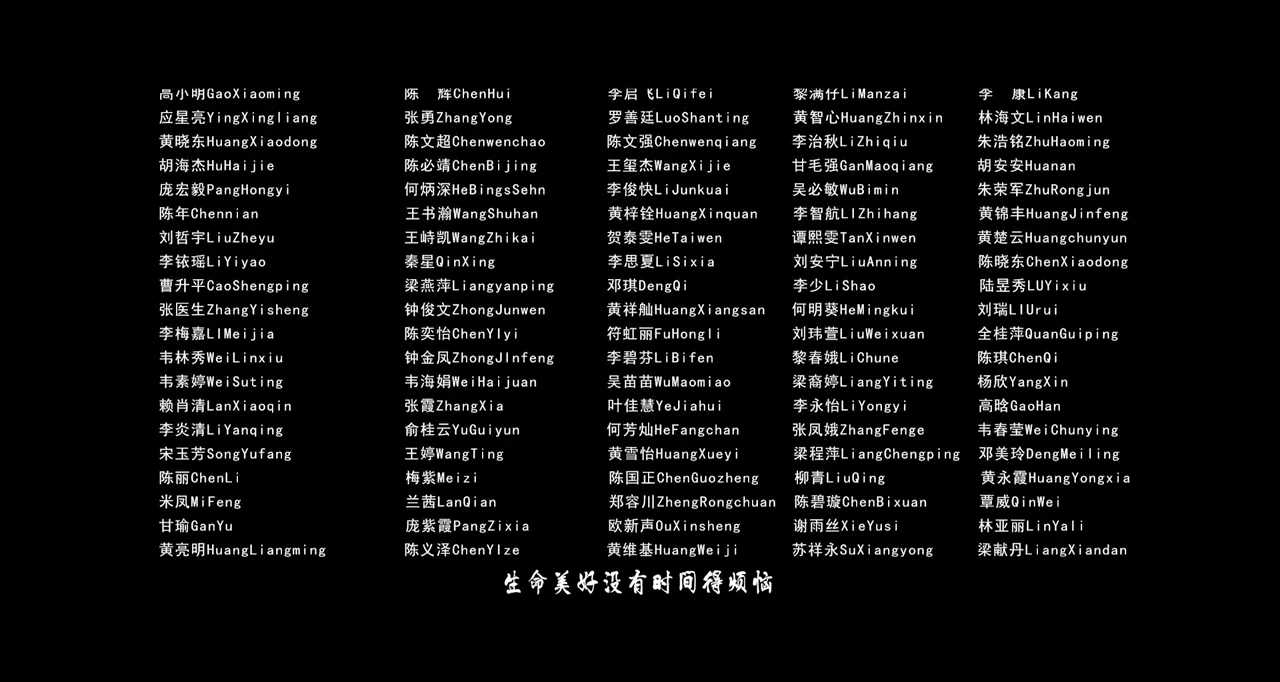 高小明GaoXiaoming 陈 辉ChenHui 李启飞LiQifei 黎满仔LiManzai 李 康LiKang
应星亮YingXingliang 张勇ZhangYong 罗善廷LuoShanting 黄智心HuangZhinxin 林海文LinHaiwen
黄晓东HuangXiaodong 陈文超Chenwenchao 陈文强Chenwenqiang 李治秋LiZhiqiu 朱浩铭ZhuHaoming
胡海杰HuHaijie 陈必靖ChenBijing 王玺杰WangXijie 甘毛强GanMaoqiang 胡安安Huanan
庞宏毅PangHongyi 何炳深HeBingsSehn 李俊快LiJunkuai 吴必敏WuBimin 朱荣军ZhuRongjun
陈年Chennian 王书瀚WangShuhan 黄梓铨HuangXinquan 李智航LIZhihang 黄锦丰HuangJinfeng
刘哲宇LiuZheyu 王峙凯WangZhikai 贺泰雯HeTaiwen 谭熙雯TanXinwen 黄楚云Huangchunyun
李铱瑶LiYiyao 秦星QinXing 李思夏LiSixia 刘安宁LiuAnning 陈晓东ChenXiaodong
曹升平CaoShengping 梁燕萍Liangyanping 邓琪DengQi 李少LiShao 陆昱秀LUYixiu
张医生ZhangYisheng 钟俊文ZhongJunwen 黄祥舢HuangXiangsan 何明葵HeMingkui 刘瑞LIUrui
李梅嘉LIMeijia 陈奕怡ChenYIyi 符虹丽FuHongli 刘玮萱LiuWeixuan 全桂萍QuanGuiping
韦林秀WeiLinxiu 钟金凤ZhongJInfeng 李碧芬LiBifen 黎春娥LiChune 陈琪ChenQi
韦素婷WeiSuting 韦海娟WeiHaijuan 吴苗苗WuMaomiao 梁裔婷LiangYiting 杨欣YangXin
赖肖清LanXiaoqin 张霞ZhangXia 叶佳慧YeJiahui 李永怡LiYongyi 高晗GaoHan
李炎清LiYanqing 俞桂云YuGuiyun 何芳灿HeFangchan 张凤娥ZhangFenge 韦春莹WeiChunying
宋玉芳SongYufang 王婷WangTing 黄雪怡HuangXueyi 梁程萍LiangChengping 邓美玲DengMeiling
陈丽ChenLi 梅紫Meizi 陈国正ChenGuozheng 柳青LiuQing 黄永霞HuangYongxia
米凤MiFeng 兰茜LanQian 郑容川ZhengRongchuan 陈碧璇ChenBixuan 覃威QinWei
甘瑜GanYu 庞紫霞PangZixia 欧新声OuXinsheng 谢雨丝XieYusi 林亚丽LinYali
黄亮明HuangLiangming 陈义泽ChenYIze 黄维基HuangWeiji 苏祥永SuXiangyong 梁献丹LiangXiandan
生命美好没有时间得烦恼